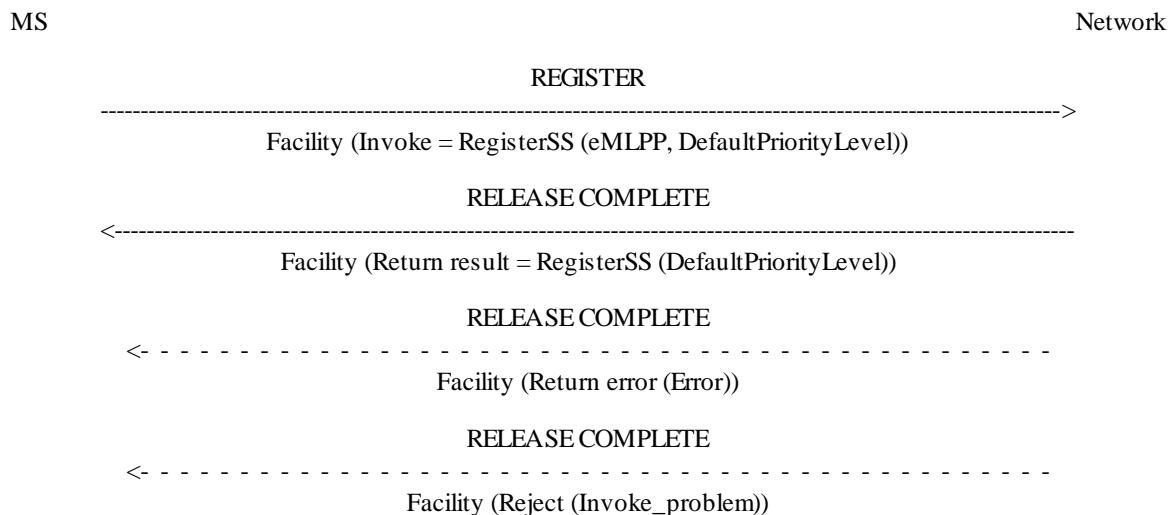 MS Network
REGISTER
------------------------------------------------------------------------------------------------------------------------>
Facility (Invoke = RegisterSS (eMLPP, DefaultPriorityLevel))
RELEASE COMPLETE
<------------------------------------------------------------------------------------------------------------------------
Facility (Return result = RegisterSS (DefaultPriorityLevel))
RELEASE COMPLETE
<- - - - - - - - - - - - - - - - - - - - - - - - - - - - - - - - - - - - - - - - - - - -
Facility (Return error (Error))
RELEASE COMPLETE
<- - - - - - - - - - - - - - - - - - - - - - - - - - - - - - - - - - - - - - - - - - - -
Facility (Reject (Invoke_problem))